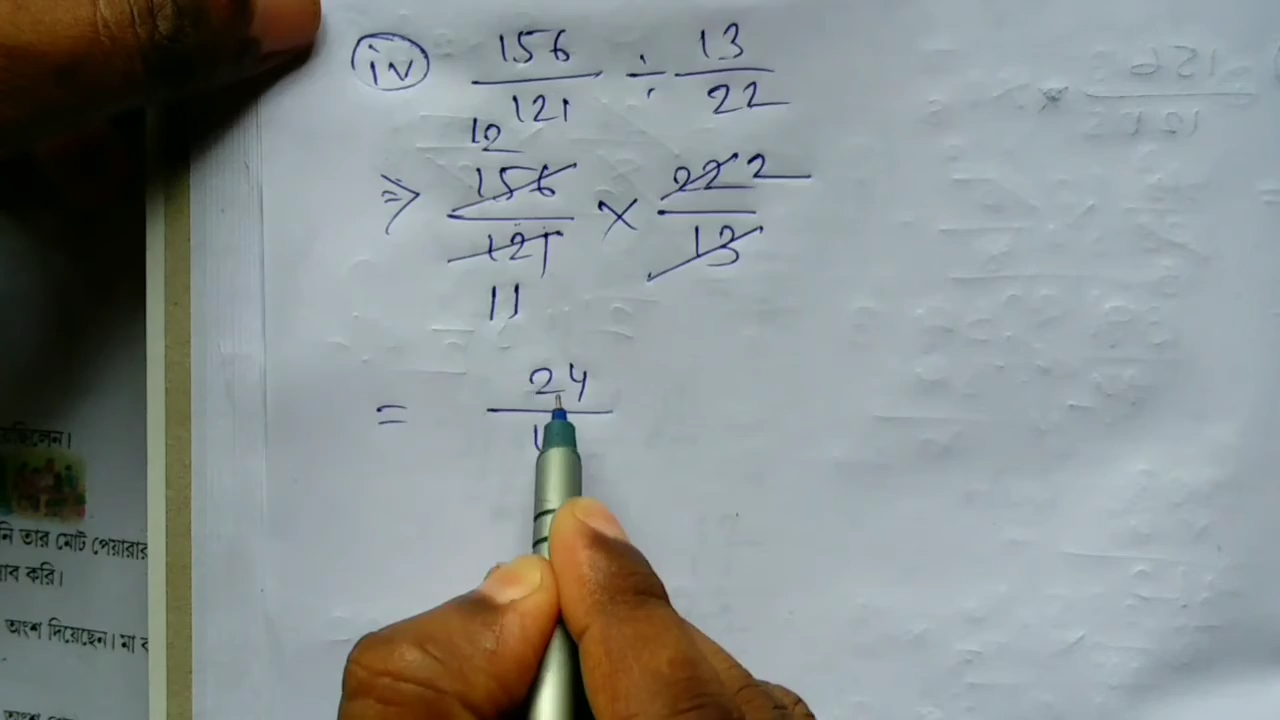 (iv) 156/121 ÷ 13/22
12
⇒ 156/121 × 22/13 2
11
= 24/
য়েছিলেন।
নি তার মোট পেয়ারার
াব করি।
অংশ দিয়েছেন। মা